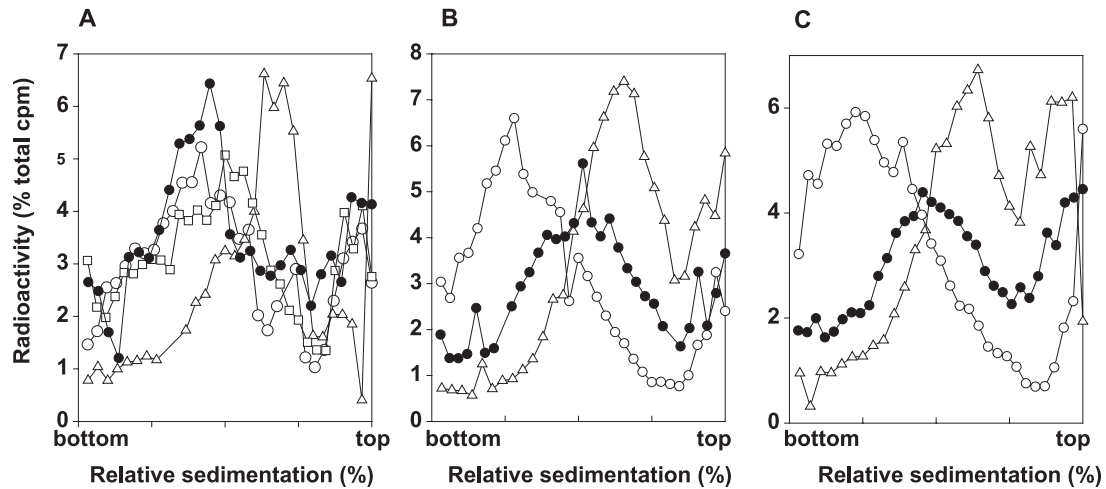 A
B
C
Radioactivity (% total cpm)
7
6
5
4
3
2
1
0
bottom
top
Relative sedimentation (%)
8
7
6
5
4
3
2
1
0
bottom
top
Relative sedimentation (%)
6
4
2
0
bottom
top
Relative sedimentation (%)